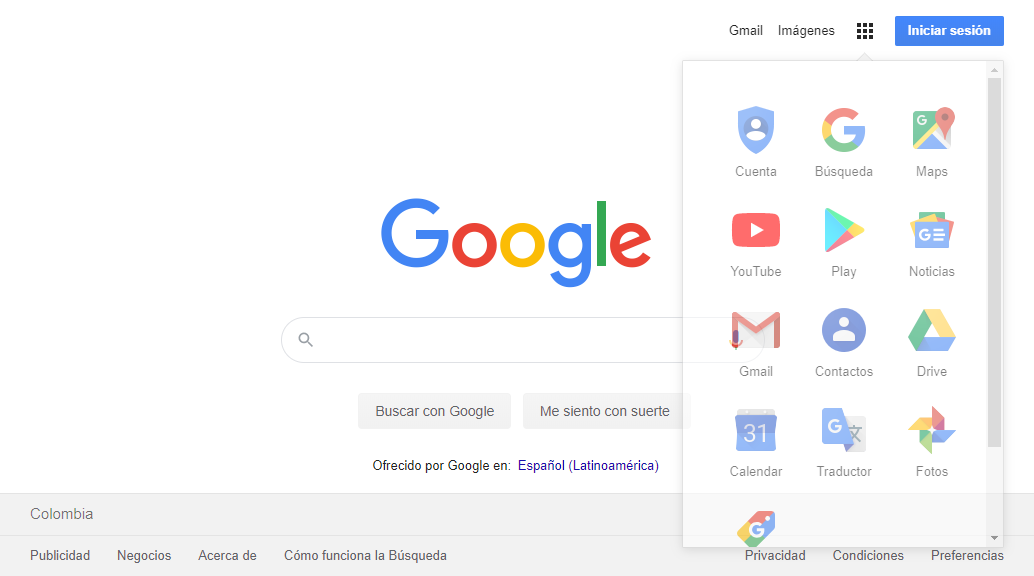 Gmail Imágenes Iniciar sesión
Cuenta Búsqueda Maps
G
YouTube Play Noticias
GE
Google
Gmail Contactos Drive
Buscar con Google Me siento con suerte
31 G 文
Calendar Traductor Fotos
Ofrecido por Google en: Español (Latinoamérica)
Colombia
G
Publicidad Negocios Acerca de Cómo funciona la Búsqueda Privacidad Condiciones Preferencias